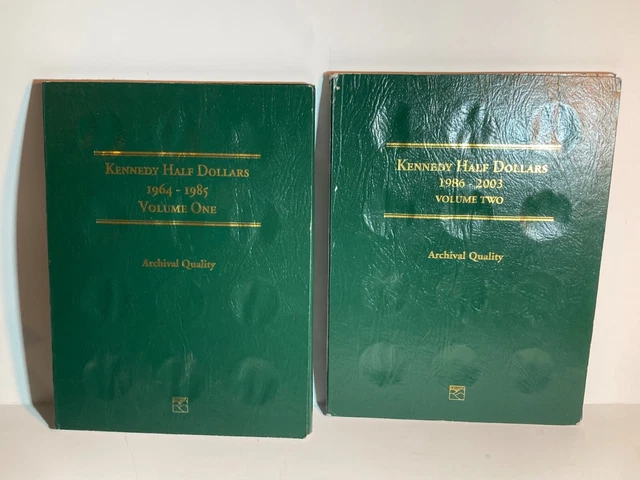 Kennedy Half Dollars
1964 - 1985
Volume One
Archival Quality
Kennedy Half Dollars
1986 - 2003
Volume Two
Archival Quality